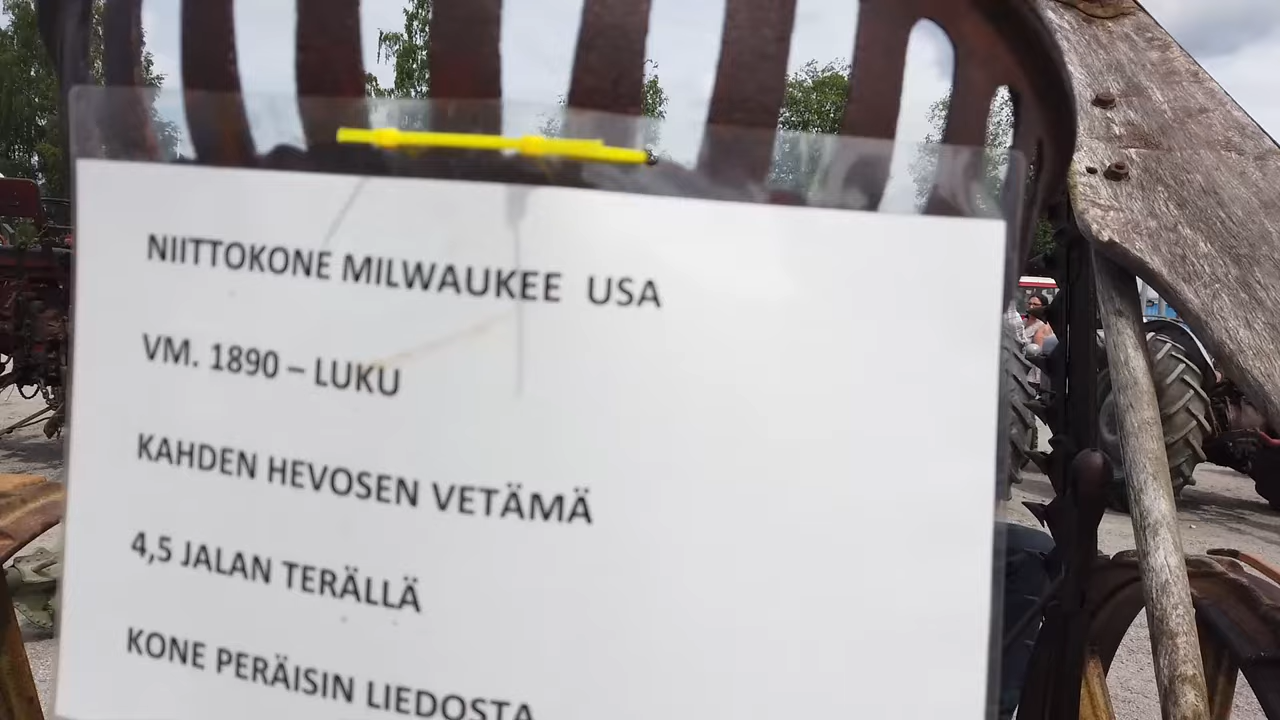 NIITTOKONE MILWAUKEE USA
VM. 1890 – LUKU
KAHDEN HEVOSEN VETÄMÄ
4,5 JALAN TERÄLLÄ
KONE PERÄISIN LIEDOSTA